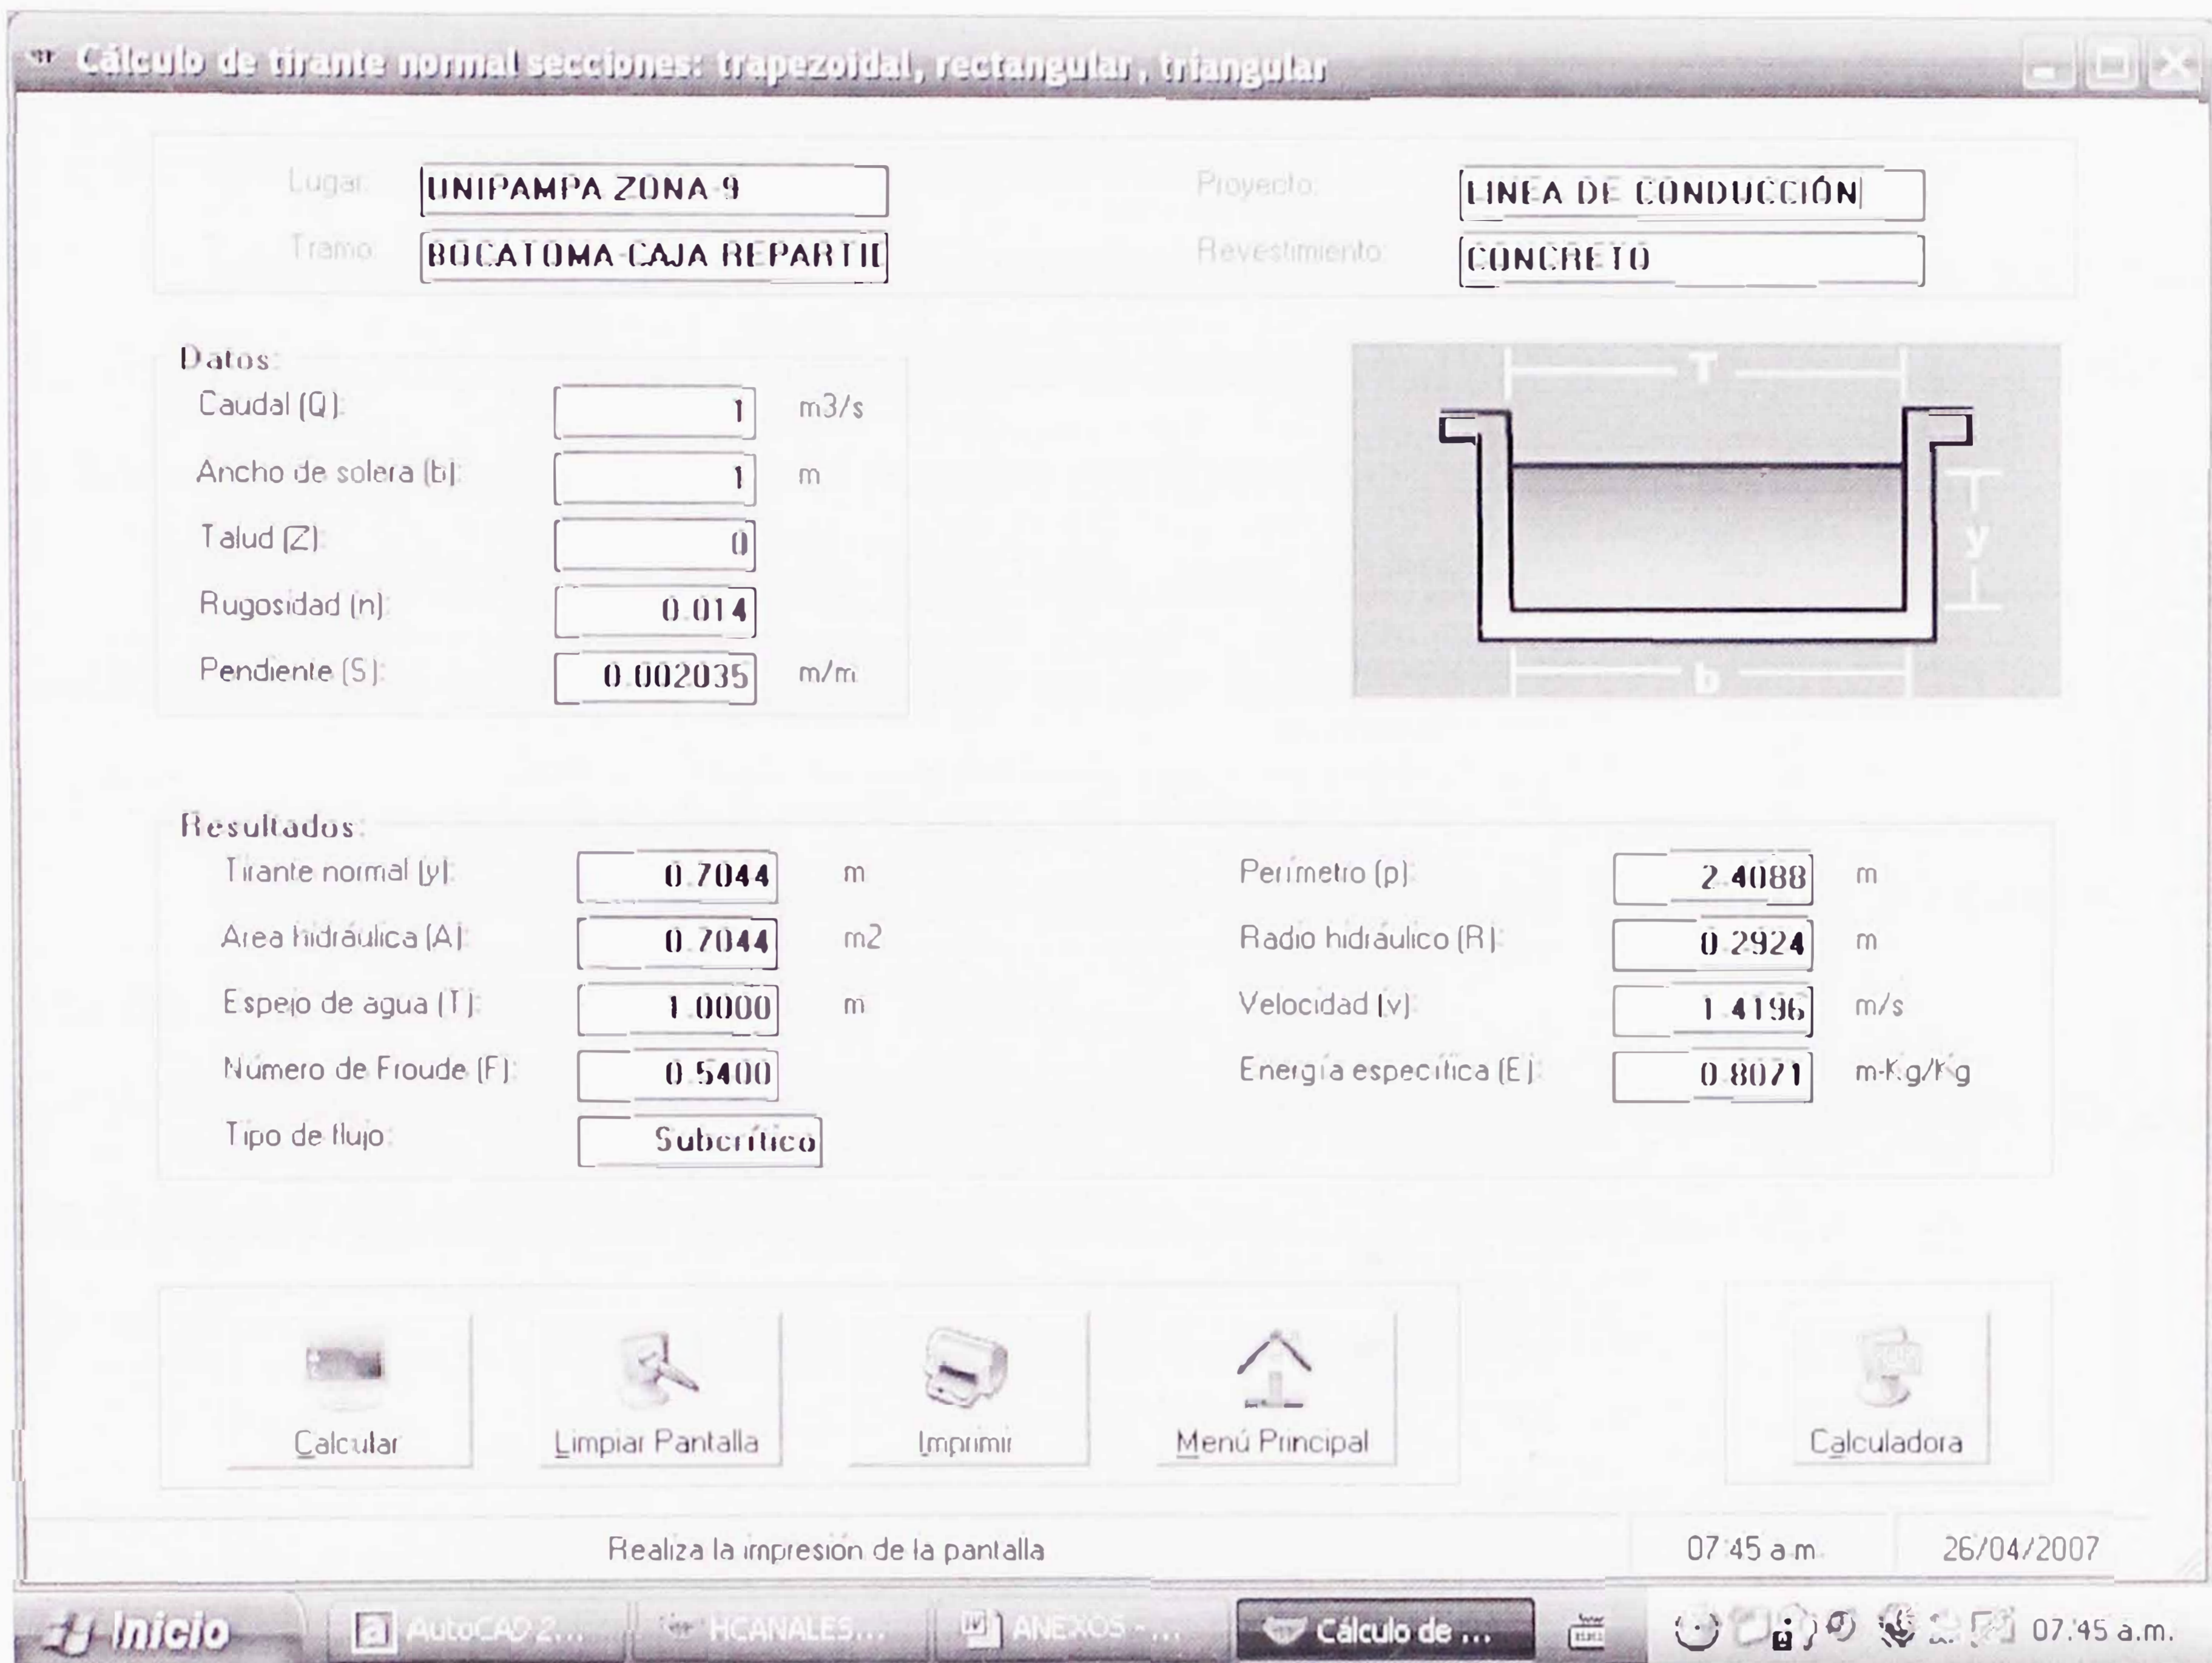 Cálculo de tirante normal secciones: trapezoidal, rectangular, triangular
Lugar: UNIPAMPA ZONA-9 Proyecto: LINEA DE CONDUCCIÓN
Tramo: BOCATOMA-CAJA REPARTII Revestimiento: CONCRETO
Datos:
Caudal (Q): 1 m3/s
Ancho de solera (b): 1 m
Talud (Z): 0
Rugosidad (n): 0.014
Pendiente (S): 0.002035 m/m
T
y
b
Resultados:
Tirante normal (y): 0.7044 m Perímetro (p): 2.4088 m
Area hidráulica (A): 0.7044 m2 Radio hidráulico (R): 0.2924 m
Espejo de agua (T): 1.0000 m Velocidad (v): 1.4196 m/s
Número de Froude (F): 0.5400 Energía específica (E): 0.8071 m-Kg/Kg
Tipo de flujo: Subcrítico
Calcular Limpiar Pantalla Imprimir Menú Principal Calculadora
Realiza la impresión de la pantalla 07:45 a.m. 26/04/2007
Inicio AutoCAD 2... HCANALES... ANEXOS - ... Cálculo de ... 07:45 a.m.